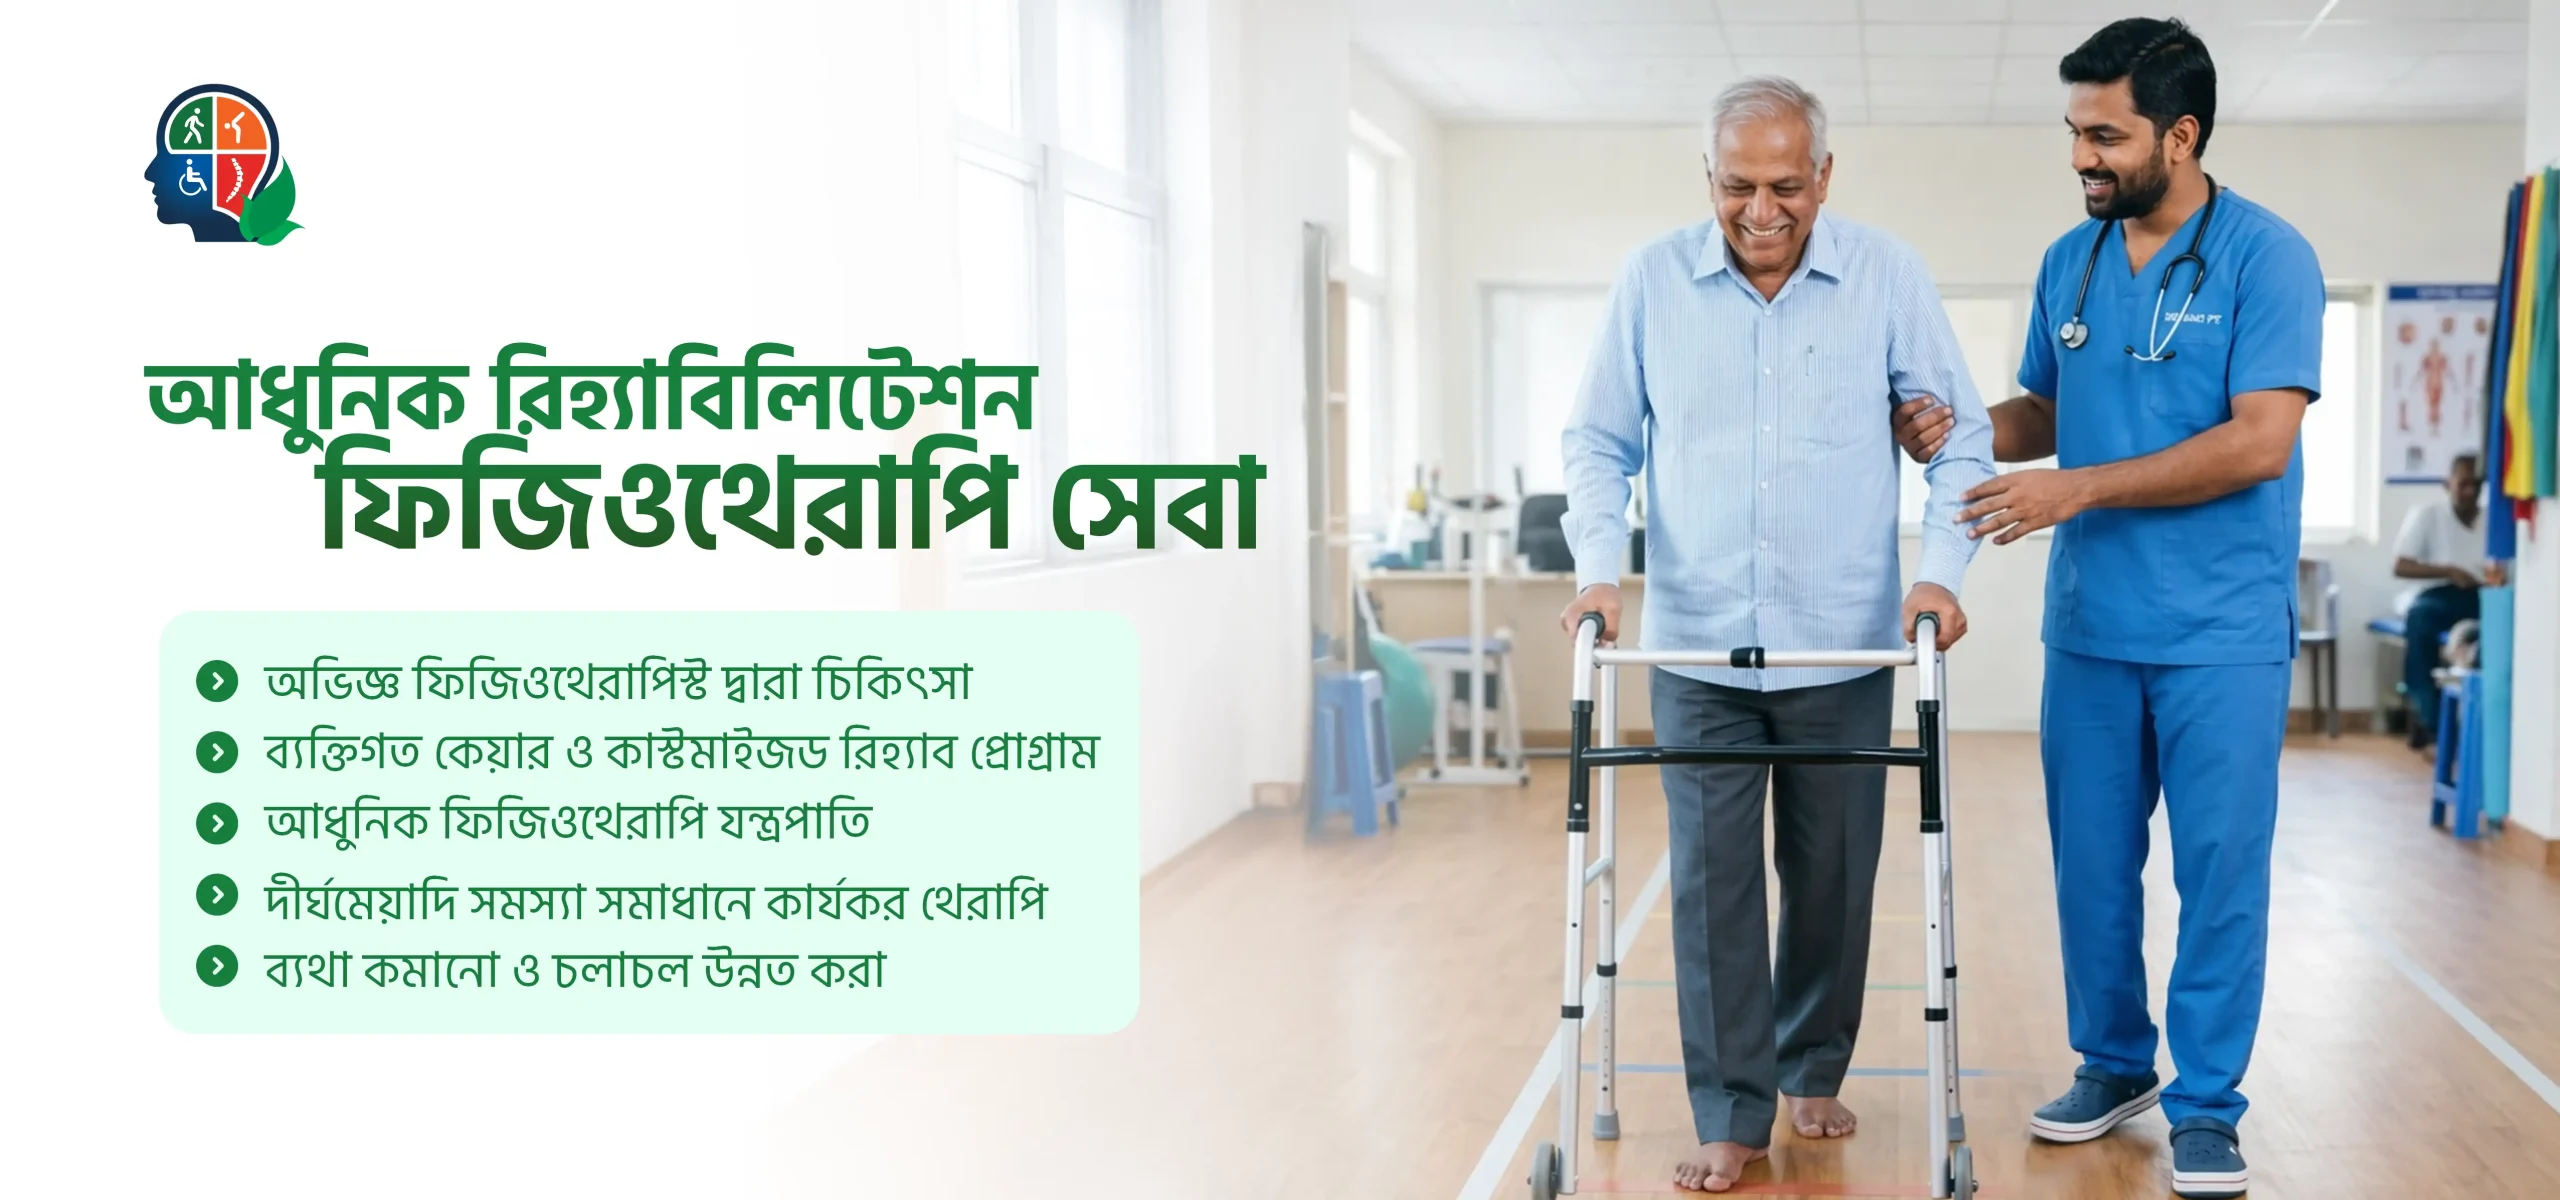 আধুনিক রিহ্যাবিলিটেশন
ফিজিওথেরাপি সেবা
অভিজ্ঞ ফিজিওথেরাপিস্ট দ্বারা চিকিৎসা
ব্যক্তিগত কেয়ার ও কাস্টমাইজড রিহ্যাব প্রোগ্রাম
আধুনিক ফিজিওথেরাপি যন্ত্রপাতি
দীর্ঘমেয়াদি সমস্যা সমাধানে কার্যকর থেরাপি
ব্যথা কমানো ও চলাচল উন্নত করা